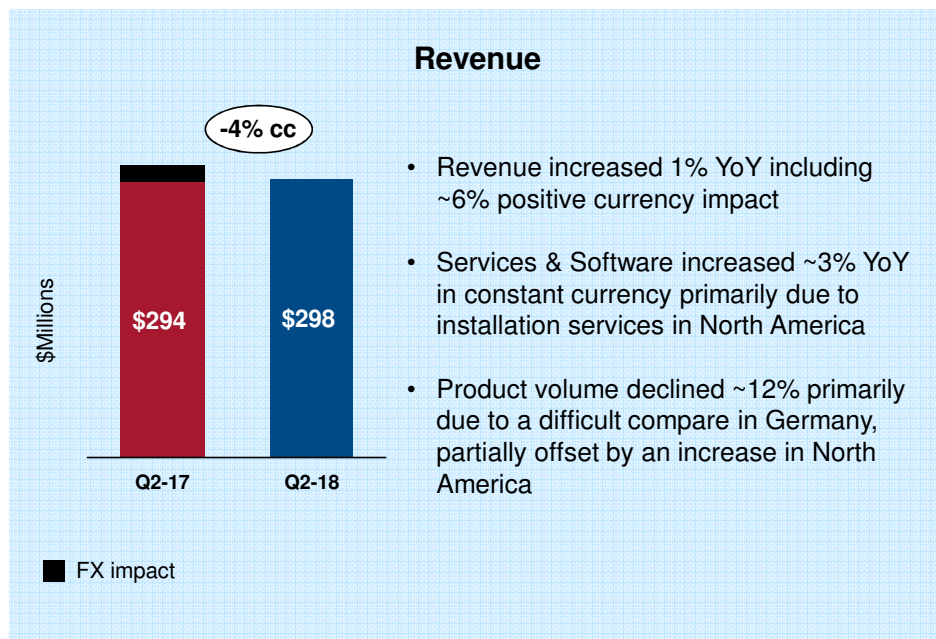 Revenue
-4% cc
$Millions
$294
$298
Q2-17
Q2-18
FX impact
• Revenue increased 1% YoY including
~6% positive currency impact
• Services & Software increased ~3% YoY
in constant currency primarily due to
installation services in North America
• Product volume declined ~12% primarily
due to a difficult compare in Germany,
partially offset by an increase in North
America